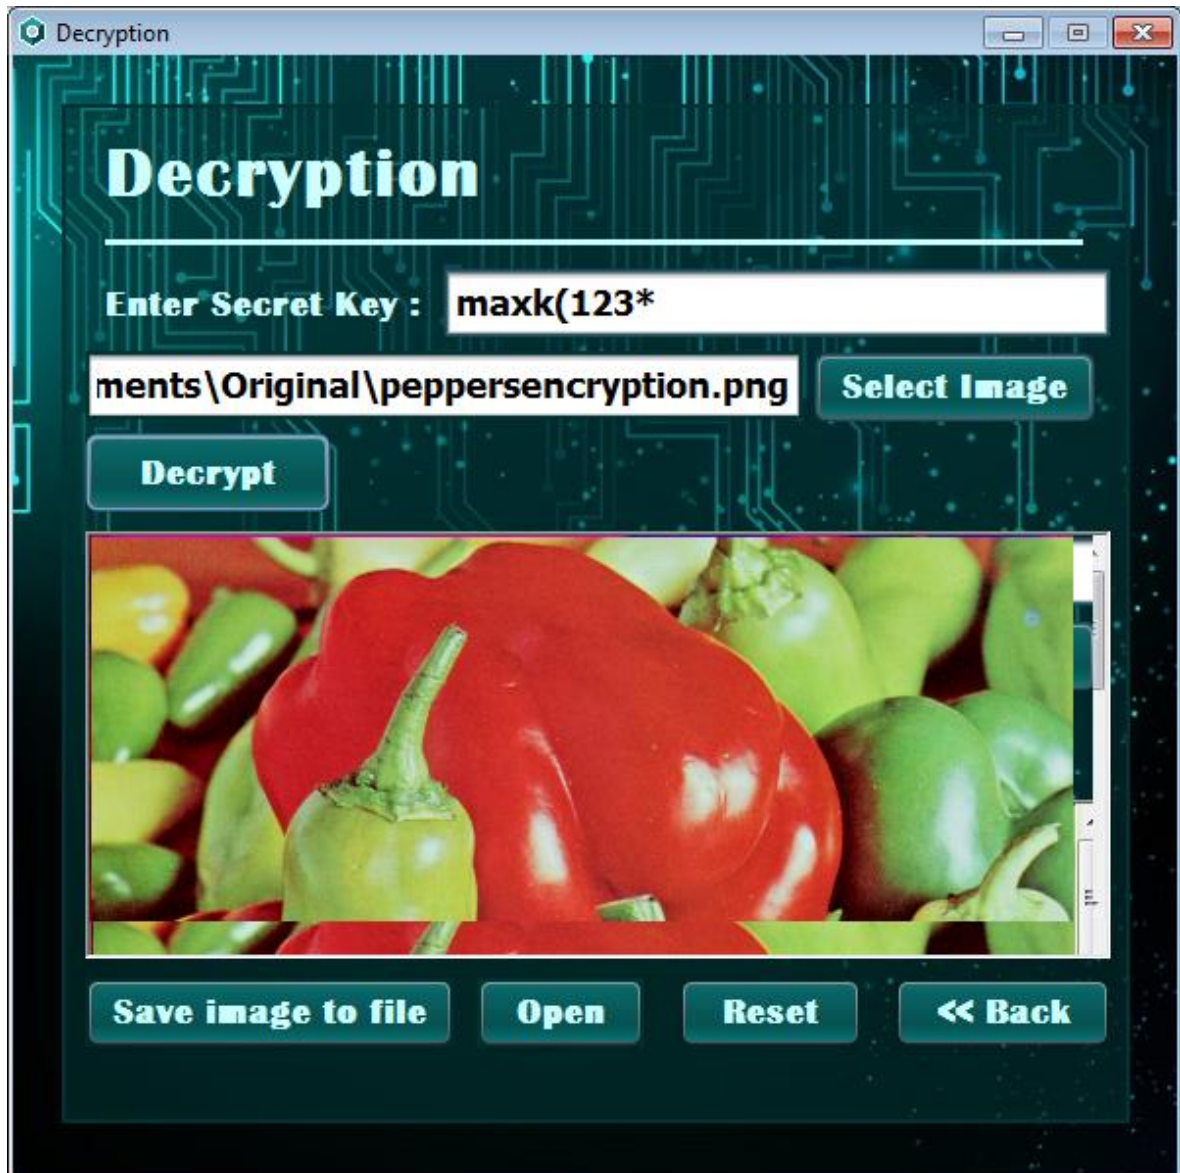 Decryption
Decryption
Enter Secret Key :
maxk(123*
ments\Original\peppersencryption.png
Select Image
Decrypt
Save image to file
Open
Reset
<< Back